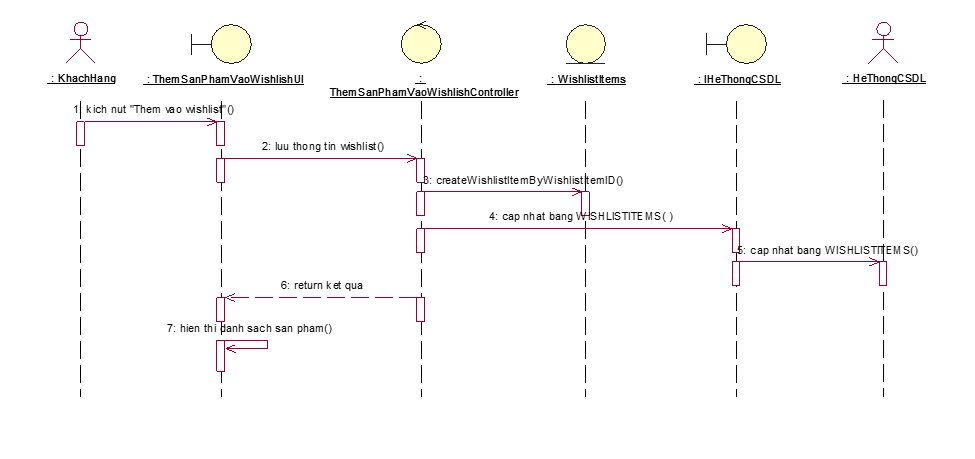 : KhachHang
: ThemSanPhamVaoWishlishUI
:
ThemSanPhamVaoWishlishController
: WishlistItems
: IHeThongCSDL
: HeThongCSDL
1: kich nut "Them vao wishlist"()
2: luu thong tin wishlist()
3: createWishlistItemByWishlistItemID()
4: cap nhat bang WISHLISTITEMS( )
5: cap nhat bang WISHLISTITEMS()
6: return ket qua
7: hien thi danh sach san pham()